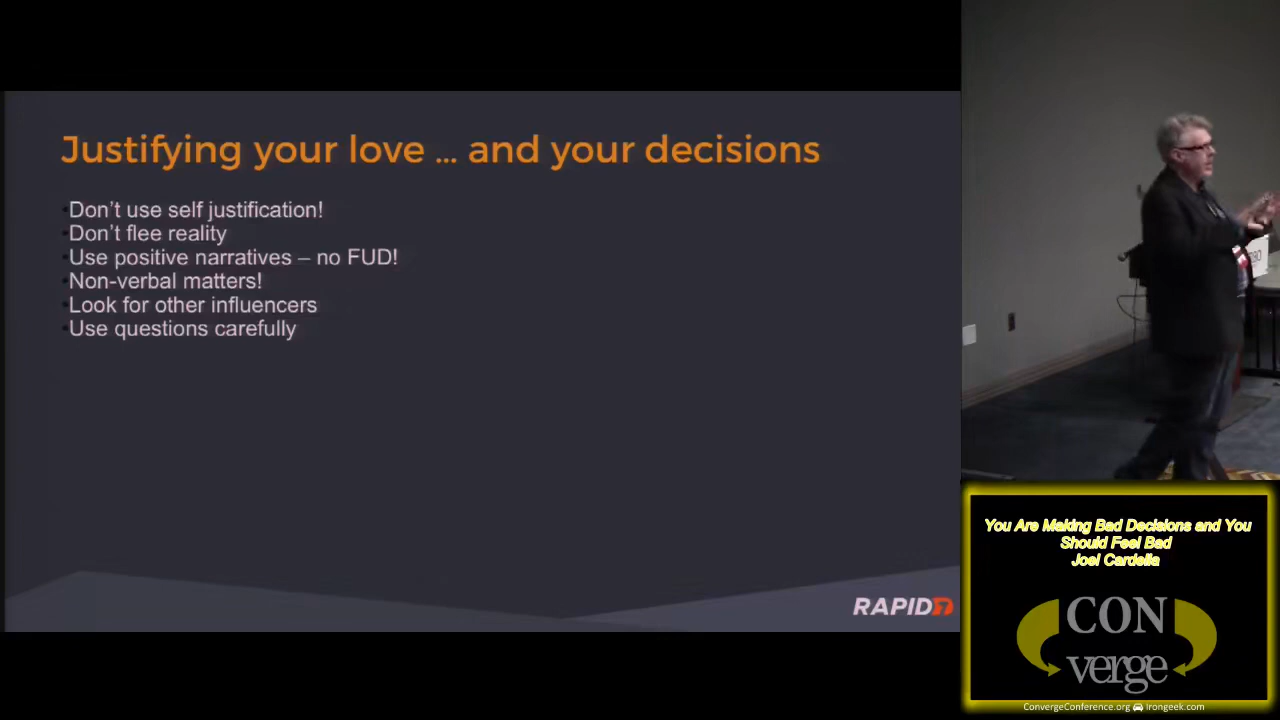 Justifying your love ... and your decisions
Don't use self justification!
Don't flee reality
Use positive narratives – no FUD!
Non-verbal matters!
Look for other influencers
Use questions carefully
RAPID7
You Are Making Bad Decisions and You
Should Feel Bad
Joel Cardella
CON
verge
ConvergeConference.org Irongeek.com